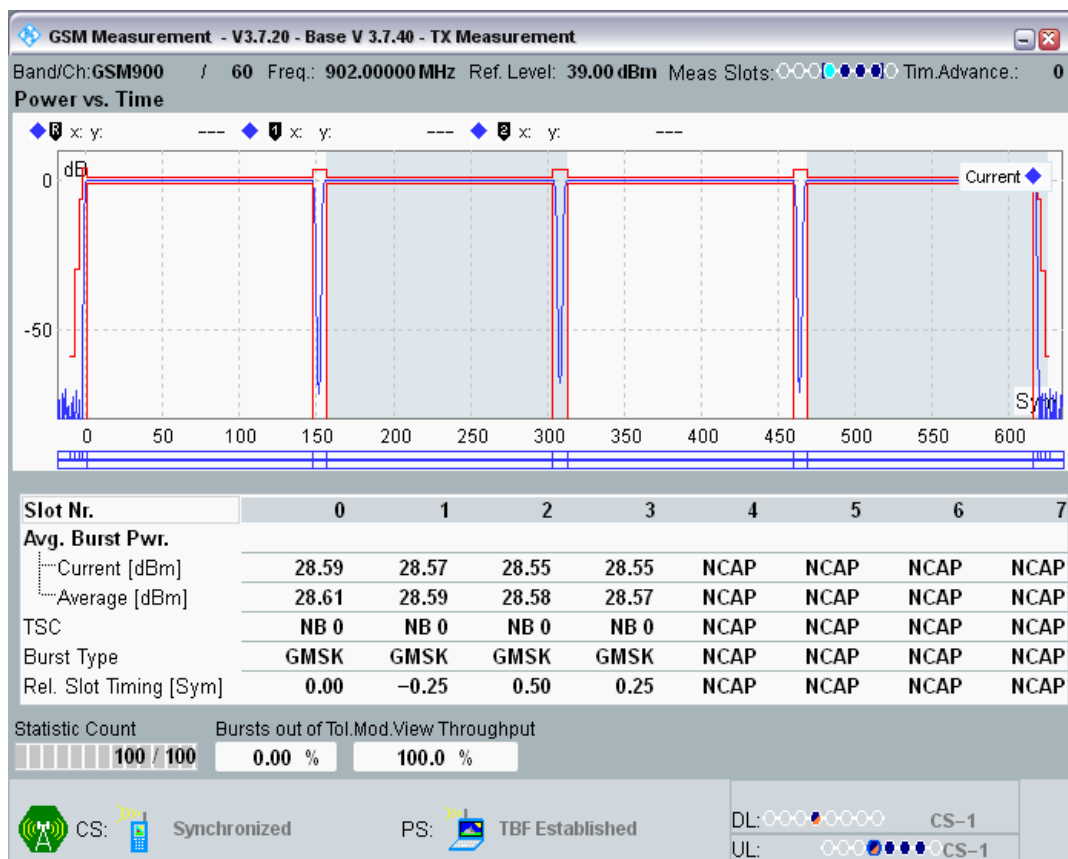 GSM Measurement - V3.7.20 - Base V 3.7.40 - TX Measurement
Band/Ch:GSM900 / 60 Freq.: 902.00000 MHz Ref. Level: 39.00 dBm Meas Slots: Tim.Advance.: 0
Power vs. Time
R x: y: --- 1 x: y: --- 2 x: y: ---
dB
Current
0
-50
Sym
0 50 100 150 200 250 300 350 400 450 500 550 600
Slot Nr. 0 1 2 3 4 5 6 7
Avg. Burst Pwr.
Current [dBm] 28.59 28.57 28.55 28.55 NCAP NCAP NCAP NCAP
Average [dBm] 28.61 28.59 28.58 28.57 NCAP NCAP NCAP NCAP
TSC NB 0 NB 0 NB 0 NB 0 NCAP NCAP NCAP NCAP
Burst Type GMSK GMSK GMSK GMSK NCAP NCAP NCAP NCAP
Rel. Slot Timing [Sym] 0.00 −0.25 0.50 0.25 NCAP NCAP NCAP NCAP
Statistic Count Bursts out of Tol.Mod.View Throughput
100 / 100 0.00 % 100.0 %
CS: Synchronized PS: TBF Established DL: CS−1
UL: CS−1